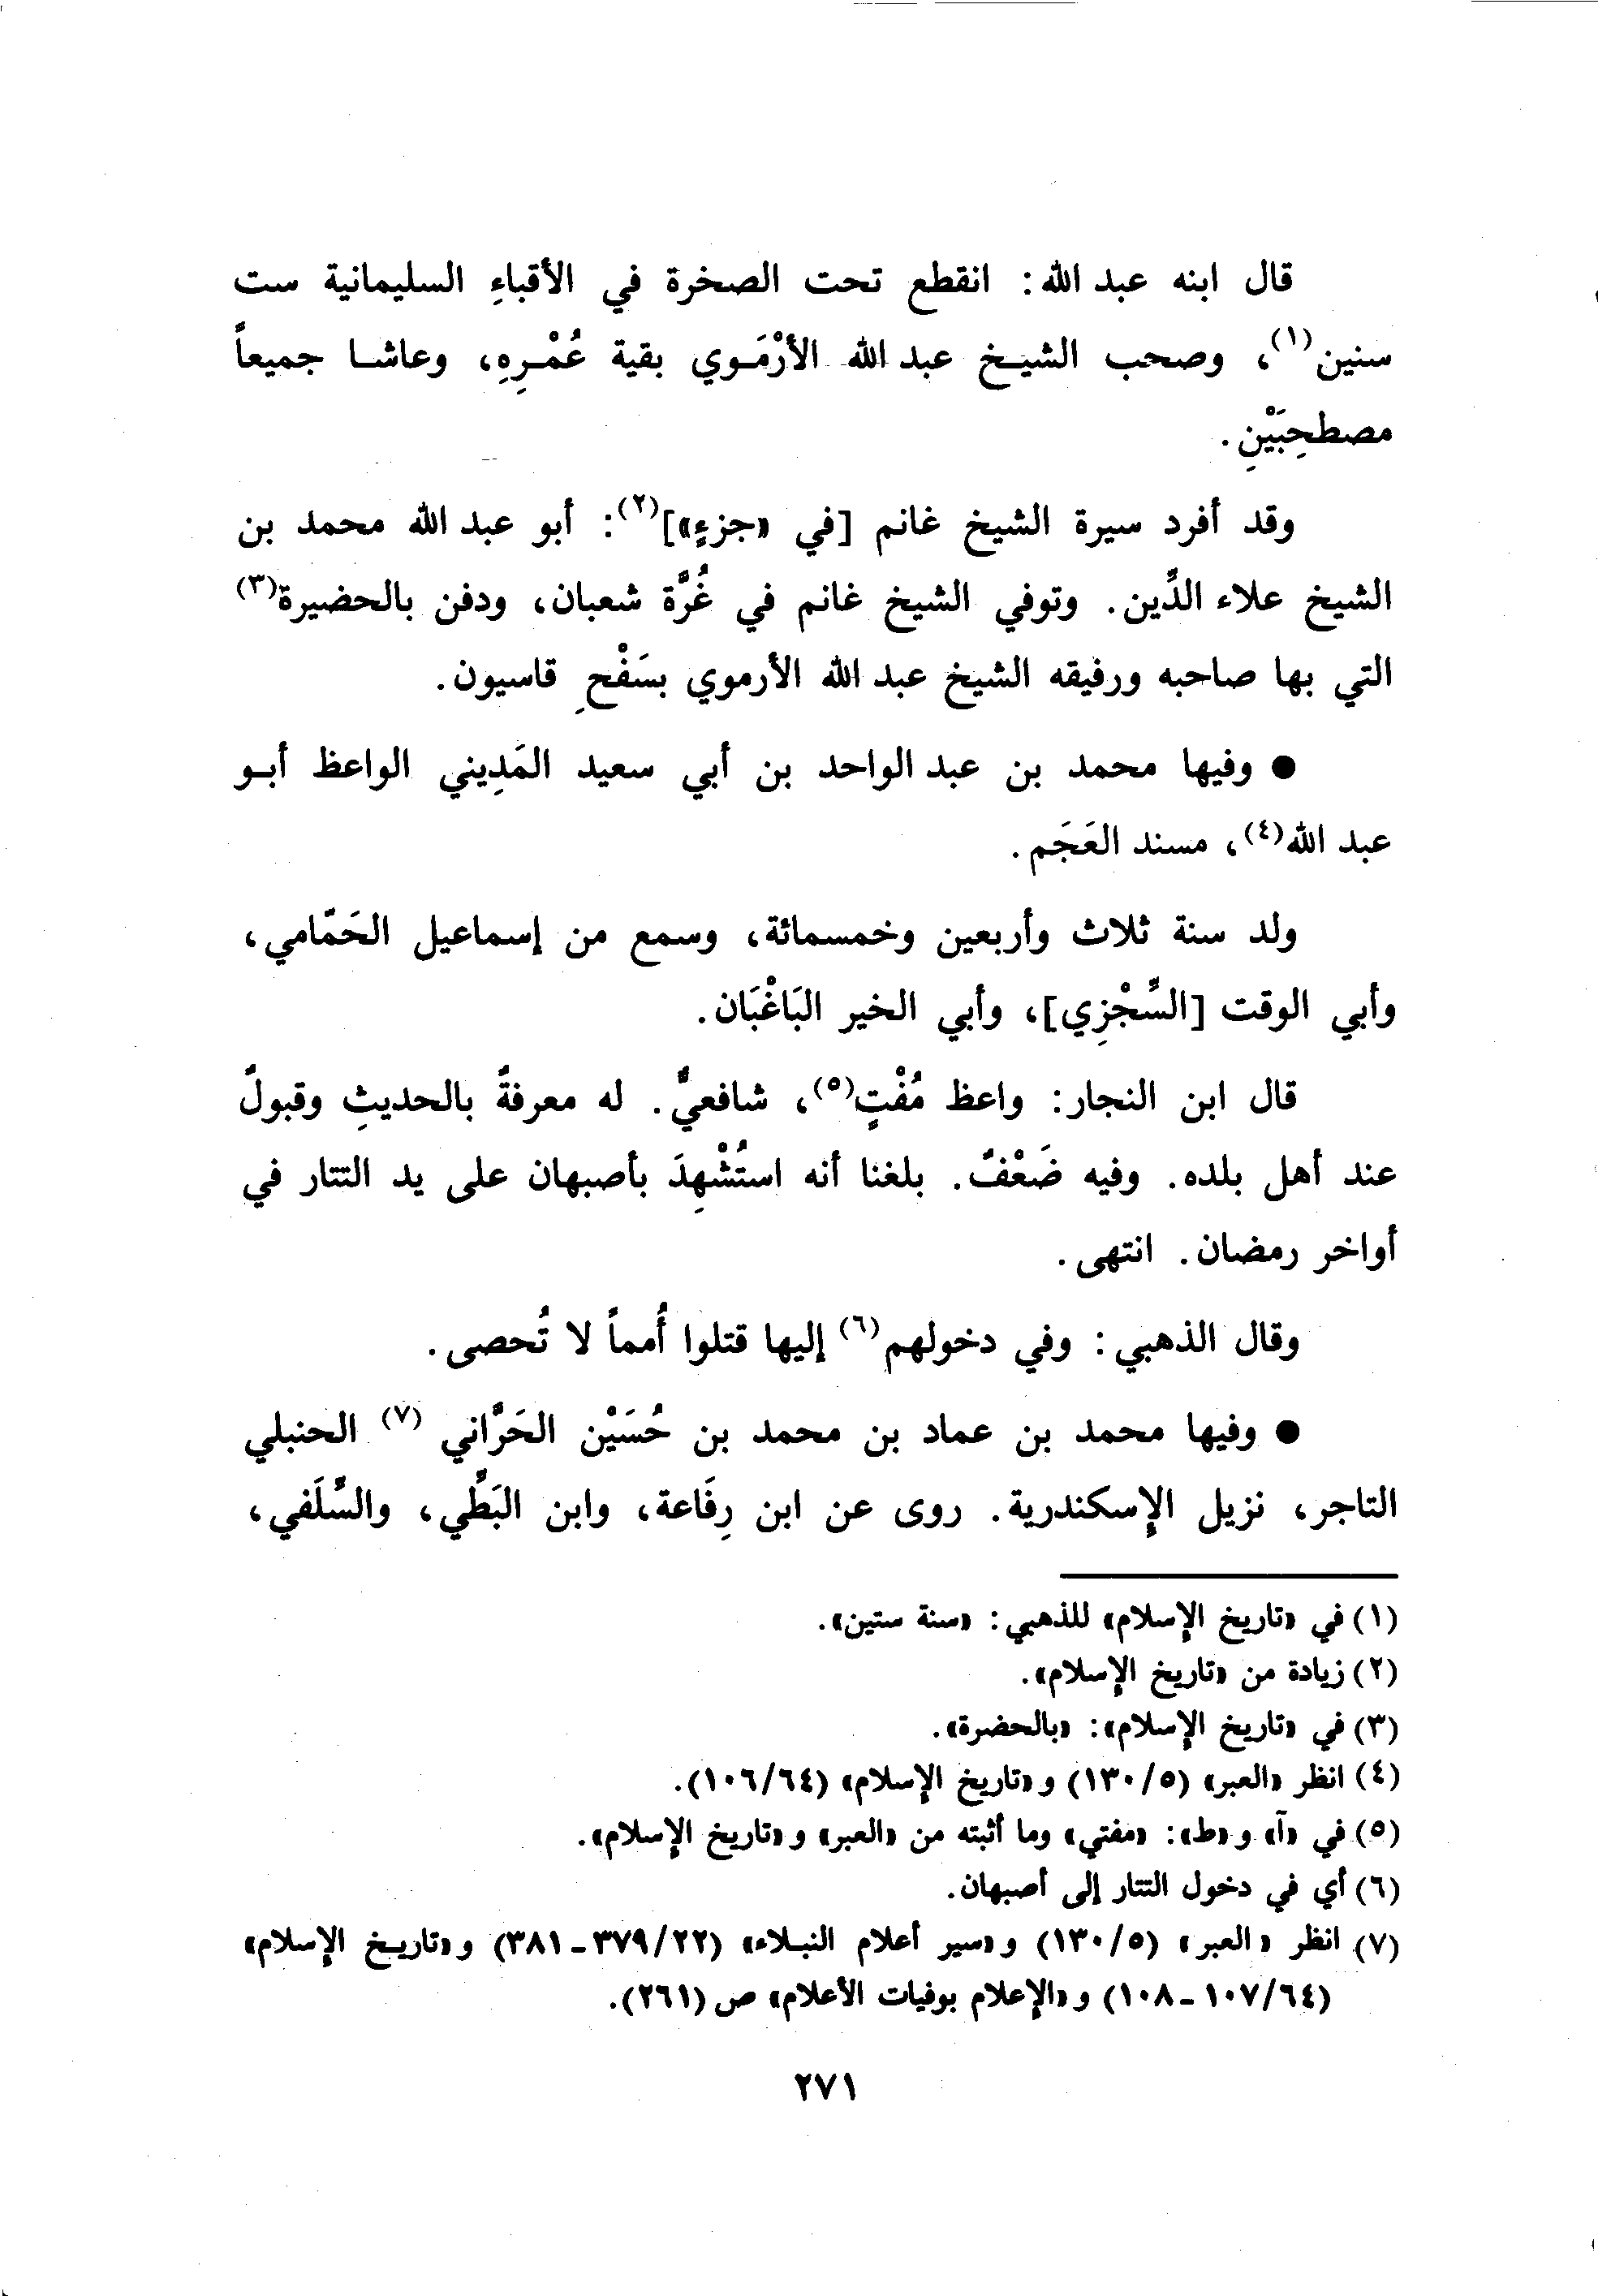 قال ابنه عبد الله: انقطع تحت الصخرة في الأقباءِ السليمانية ست
سنين(١)، وصحب الشيخ عبد الله الأرْمَوي بقية عُمْرِهِ، وعاشا جميعاً
مصطحِبَيْنِ.
وقد أفرد سيرة الشيخ غانم [في «جزءٍ»](٢): أبو عبد الله محمد بن
الشيخ علاء الدِّين. وتوفي الشيخ غانم في غُرَّة شعبان، ودفن بالحضيرة(٣)
التي بها صاحبه ورفيقه الشيخ عبد الله الأرموي بسَفْحِ قاسيون.
● وفيها محمد بن عبد الواحد بن أبي سعيد المَدِيني الواعظ أبو
عبد الله(٤)، مسند العَجَم.
ولد سنة ثلاث وأربعين وخمسمائة، وسمع من إسماعيل الحَمّامي،
وأبي الوقت [السِّجْزِي]، وأبي الخير البَاغْبَان.
قال ابن النجار: واعظ مُفْتٍ(٥)، شافعيٌّ. له معرفةٌ بالحديثِ وقبولٌ
عند أهل بلده. وفيه ضَعْفٌ. بلغنا أنه استُشْهِدَ بأصبهان على يد التتار في
أواخر رمضان. انتهى.
وقال الذهبي: وفي دخولهم(٦) إليها قتلوا أُمماً لا تُحصى.
● وفيها محمد بن عماد بن محمد بن حُسَيْن الحَرَّاني (٧) الحنبلي
التاجر، نزيل الإسكندرية. روى عن ابن رِفَاعة، وابن البَطِّي، والسِّلَفي،
(١) في «تاريخ الإسلام» للذهبي: «سنة ستين».
(٢) زيادة من «تاريخ الإسلام».
(٣) في «تاريخ الإسلام»: «بالحضرة».
(٤) انظر «العبر» (١٣٠/٥) و«تاريخ الإسلام» (١٠٦/٦٤).
(٥) في «آ» و«ط»: «مفتي» وما أثبته من «العبر» و«تاريخ الإسلام».
(٦) أي في دخول التتار إلى أصبهان.
(٧) انظر «العبر» (١٣٠/٥) و«سير أعلام النبلاء» (٣٧٩/٢٢ - ٣٨١) و«تاريخ الإسلام»
(١٠٧/٦٤ - ١٠٨) و«الإعلام بوفيات الأعلام» ص (٢٦١).
٢٧١